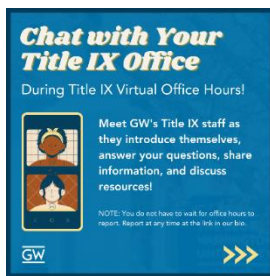 Chat with Your
Title IX Office
During Title IX Virtual Office Hours!
Meet GW's Title IX staff as
they introduce themselves,
answer your questions, share
information, and discuss
resources!
NOTE: You do not have to wait for office hours to
report. Report at any time at the link in our bio.
GW